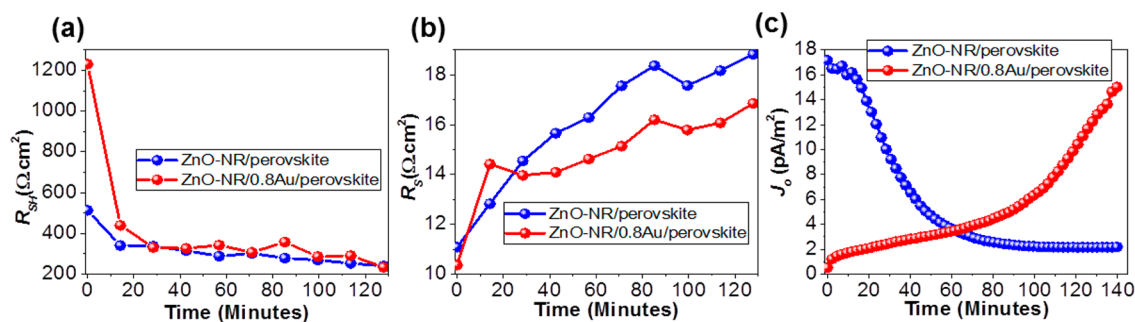 (a)
1200
1000
800
600
400
200
R_SH (Ωcm²)
ZnO-NR/perovskite
ZnO-NR/0.8Au/perovskite
0 20 40 60 80 100 120
Time (Minutes)
(b)
18
16
14
12
10
R_S (Ωcm²)
ZnO-NR/perovskite
ZnO-NR/0.8Au/perovskite
0 20 40 60 80 100 120
Time (Minutes)
(c)
18
16
14
12
10
8
6
4
2
0
J_o (pA/m²)
ZnO-NR/perovskite
ZnO-NR/0.8Au/perovskite
0 20 40 60 80 100 120 140
Time (Minutes)